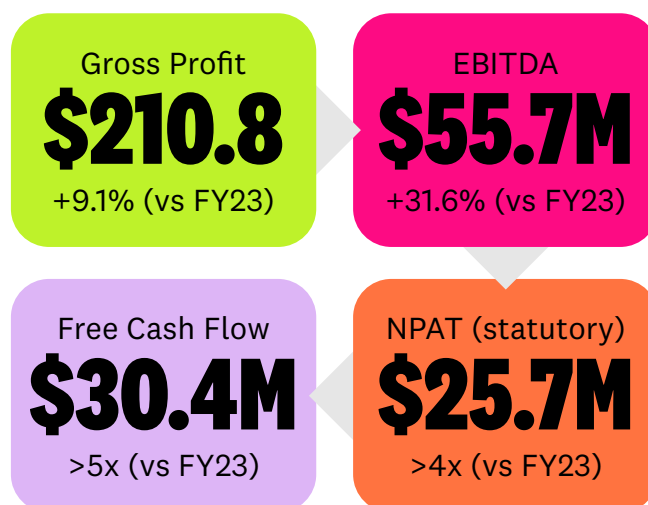 Gross Profit
$210.8
+9.1% (vs FY23)
EBITDA
$55.7M
+31.6% (vs FY23)
NPAT (statutory)
$25.7M
>4x (vs FY23)
Free Cash Flow
$30.4M
>5x (vs FY23)